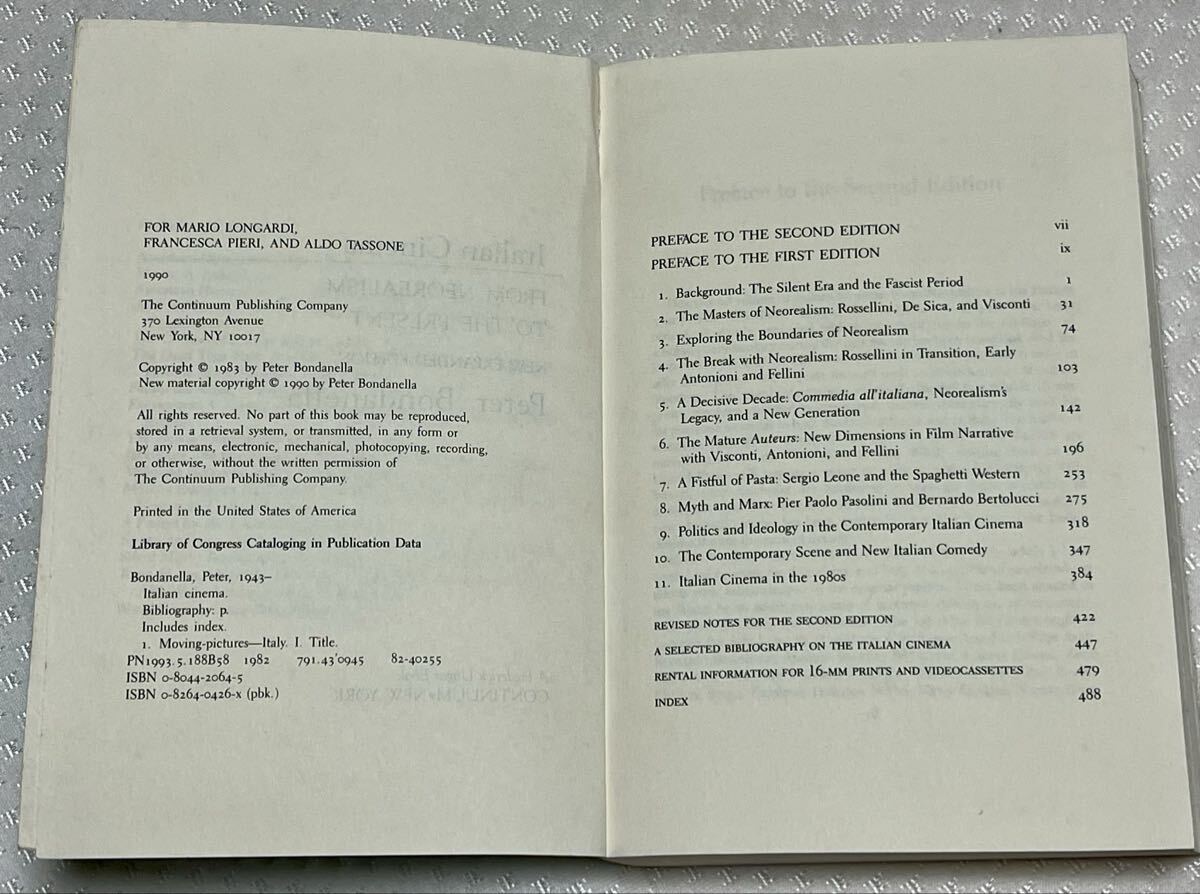 FOR MARIO LONGARDI,
FRANCESCA PIERI, AND ALDO TASSONE
1990
The Continuum Publishing Company
370 Lexington Avenue
New York, NY 10017
Copyright © 1983 by Peter Bondanella
New material copyright © 1990 by Peter Bondanella
All rights reserved. No part of this book may be reproduced,
stored in a retrieval system, or transmitted, in any form or
by any means, electronic, mechanical, photocopying, recording,
or otherwise, without the written permission of
The Continuum Publishing Company.
Printed in the United States of America
Library of Congress Cataloging in Publication Data
Bondanella, Peter, 1943–
Italian cinema.
Bibliography: p.
Includes index.
1. Moving-pictures—Italy. I. Title.
PN1993.5.I88B58 1982 791.43'0945 82-40255
ISBN 0-8044-2064-5
ISBN 0-8264-0426-x (pbk.)
PREFACE TO THE SECOND EDITION vii
PREFACE TO THE FIRST EDITION ix
1. Background: The Silent Era and the Fascist Period 1
2. The Masters of Neorealism: Rossellini, De Sica, and Visconti 31
3. Exploring the Boundaries of Neorealism 74
4. The Break with Neorealism: Rossellini in Transition, Early
Antonioni and Fellini 103
5. A Decisive Decade: Commedia all'italiana, Neorealism's
Legacy, and a New Generation 142
6. The Mature Auteurs: New Dimensions in Film Narrative
with Visconti, Antonioni, and Fellini 196
7. A Fistful of Pasta: Sergio Leone and the Spaghetti Western 253
8. Myth and Marx: Pier Paolo Pasolini and Bernardo Bertolucci 275
9. Politics and Ideology in the Contemporary Italian Cinema 318
10. The Contemporary Scene and New Italian Comedy 347
11. Italian Cinema in the 1980s 384
REVISED NOTES FOR THE SECOND EDITION 422
A SELECTED BIBLIOGRAPHY ON THE ITALIAN CINEMA 447
RENTAL INFORMATION FOR 16-MM PRINTS AND VIDEOCASSETTES 479
INDEX 488